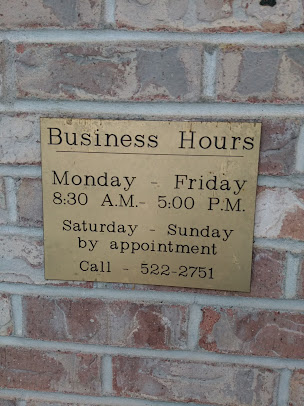 Business Hours
Monday - Friday
8:30 A.M.- 5:00 P.M.
Saturday - Sunday
by appointment
Call - 522-2751